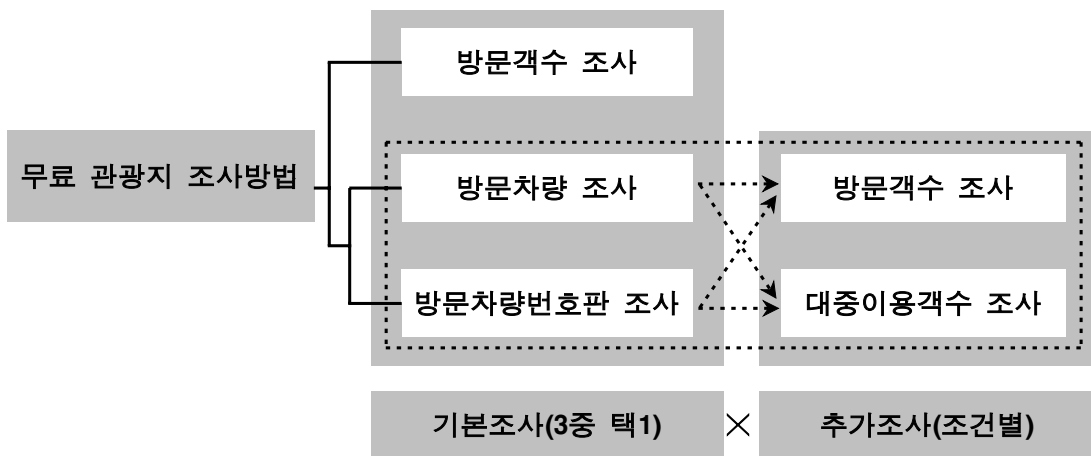 방문객수 조사
무료 관광지 조사방법
방문차량 조사
방문객수 조사
방문차량번호판 조사
대중이용객수 조사
기본조사(3중 택1) × 추가조사(조건별)